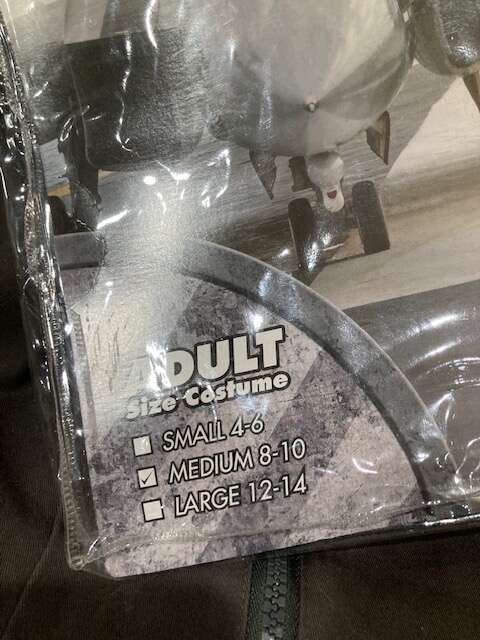 ADULT
Size Costume
SMALL 4-6
MEDIUM 8-10
LARGE 12-14